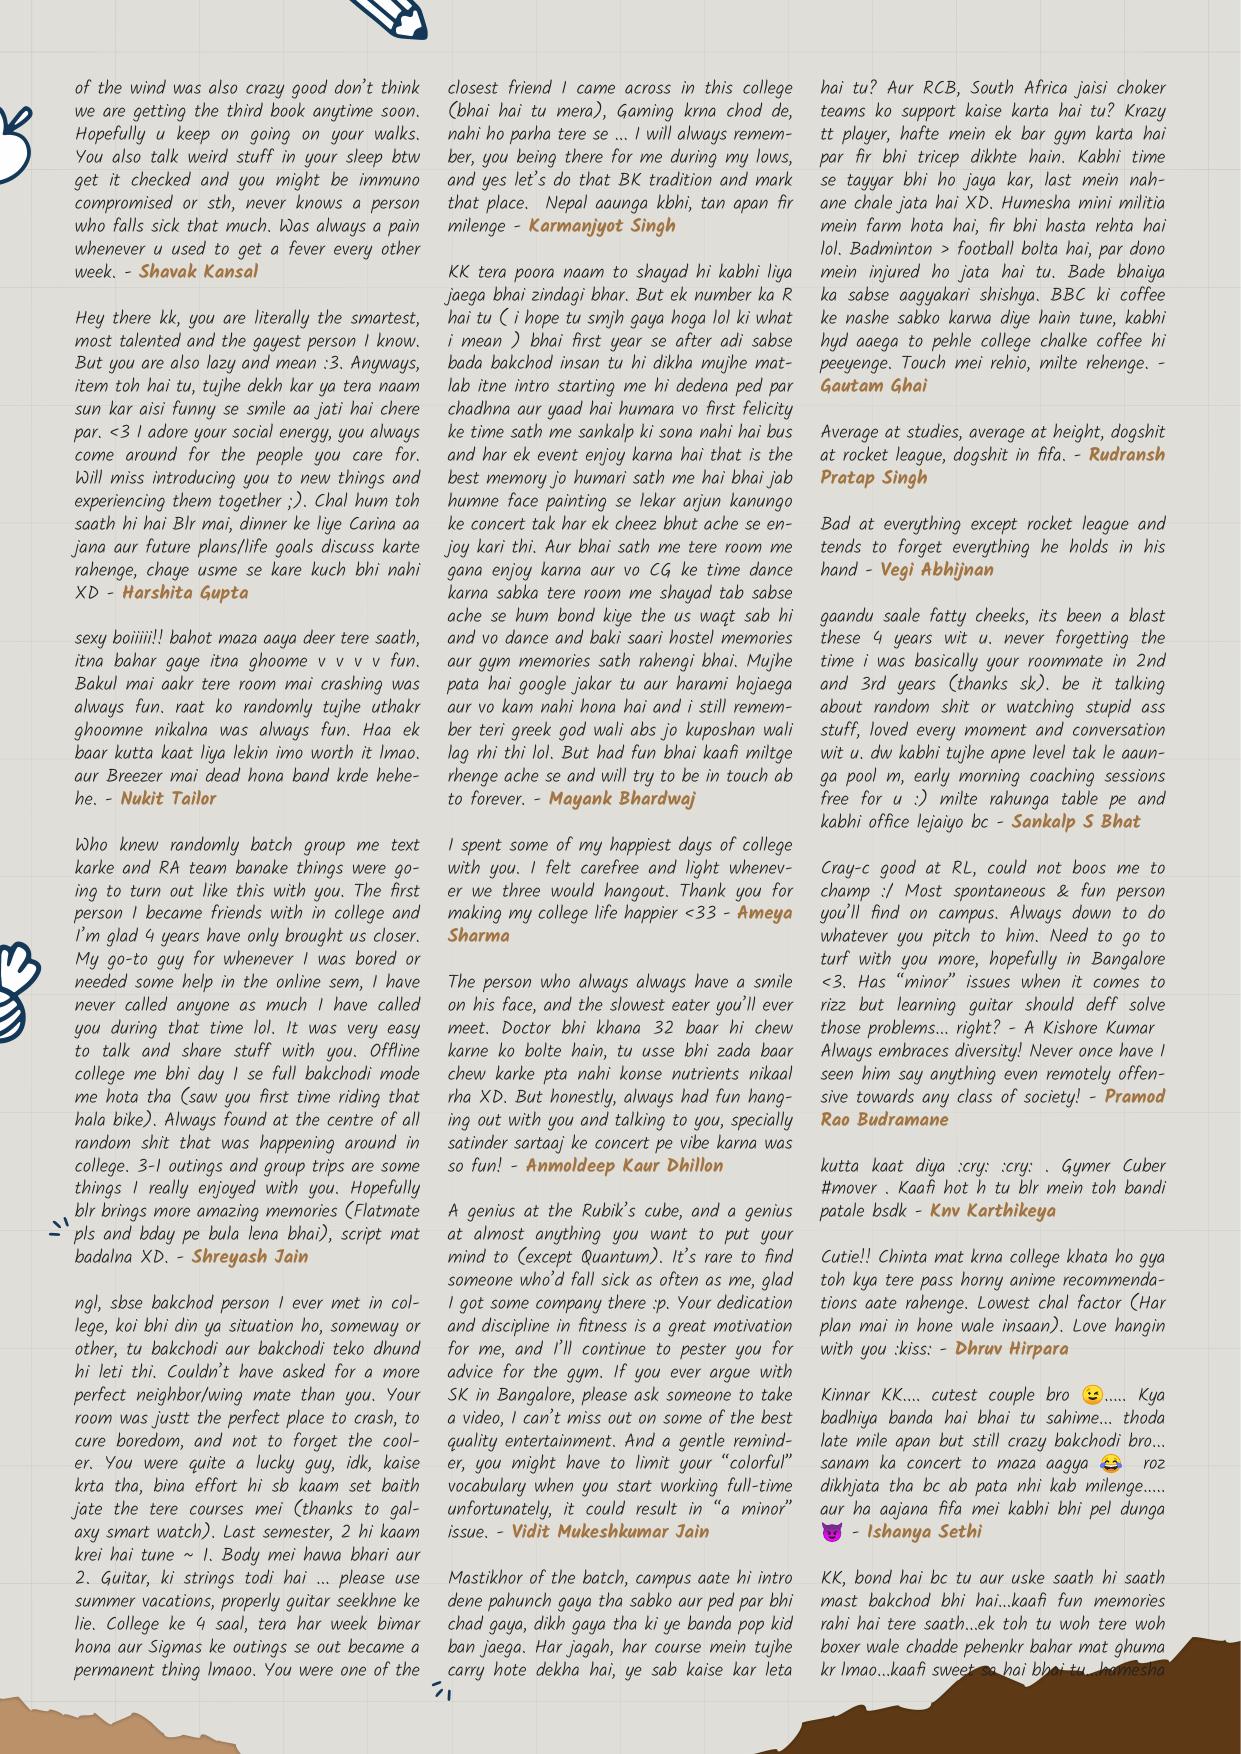 of the wind was also crazy good don't think
we are getting the third book anytime soon.
Hopefully u keep on going on your walks.
You also talk weird stuff in your sleep btw
get it checked and you might be immuno
compromised or sth, never knows a person
who falls sick that much. Was always a pain
whenever u used to get a fever every other
week. - Shavak Kansal
Hey there kk, you are literally the smartest,
most talented and the gayest person I know.
But you are also lazy and mean :3. Anyways,
item toh hai tu, tujhe dekh kar ya tera naam
sun kar aisi funny se smile aa jati hai chere
par. <3 I adore your social energy, you always
come around for the people you care for.
Will miss introducing you to new things and
experiencing them together ;). Chal hum toh
saath hi hai Blr mai, dinner ke liye Carina aa
jana aur future plans/life goals discuss karte
rahenge, chaye usme se kare kuch bhi nahi
XD - Harshita Gupta
sexy boiiiii!! bahot maza aaya deer tere saath,
itna bahar gaye itna ghoome v v v v fun.
Bakul mai aakr tere room mai crashing was
always fun. raat ko randomly tujhe uthakr
ghoomne nikalna was always fun. Haa ek
baar kutta kaat liya lekin imo worth it lmao.
aur Breezer mai dead hona band krde hehe-
he. - Nukit Tailor
Who knew randomly batch group me text
karke and RA team banake things were go-
ing to turn out like this with you. The first
person I became friends with in college and
I'm glad 4 years have only brought us closer.
My go-to guy for whenever I was bored or
needed some help in the online sem, I have
never called anyone as much I have called
you during that time lol. It was very easy
to talk and share stuff with you. Offline
college me bhi day 1 se full bakchodi mode
me hota tha (saw you first time riding that
hala bike). Always found at the centre of all
random shit that was happening around in
college. 3-1 outings and group trips are some
things I really enjoyed with you. Hopefully
blr brings more amazing memories (Flatmate
pls and bday pe bula lena bhai), script mat
badalna XD. - Shreyash Jain
ngl, sbse bakchod person I ever met in col-
lege, koi bhi din ya situation ho, someway or
other, tu bakchodi aur bakchodi teko dhund
hi leti thi. Couldn't have asked for a more
perfect neighbor/wing mate than you. Your
room was justt the perfect place to crash, to
cure boredom, and not to forget the cool-
er. You were quite a lucky guy, idk, kaise
krta tha, bina effort hi sb kaam set baith
jate the tere courses mei (thanks to gal-
axy smart watch). Last semester, 2 hi kaam
krei hai tune ~ 1. Body mei hawa bhari aur
2. Guitar, ki strings todi hai ... please use
summer vacations, properly guitar seekhne ke
lie. College ke 4 saal, tera har week bimar
hona aur Sigmas ke outings se out became a
permanent thing lmaoo. You were one of the
closest friend I came across in this college
(bhai hai tu mera), Gaming krna chod de,
nahi ho parha tere se ... I will always remem-
ber, you being there for me during my lows,
and yes let's do that BK tradition and mark
that place. Nepal aaunga kbhi, tan apan fir
milenge - Karmanjyot Singh
KK tera poora naam to shayad hi kabhi liya
jaega bhai zindagi bhar. But ek number ka R
hai tu ( i hope tu smjh gaya hoga lol ki what
i mean ) bhai first year se after adi sabse
bada bakchod insan tu hi dikha mujhe mat-
lab itne intro starting me hi dedena ped par
chadhna aur yaad hai humara vo first felicity
ke time sath me sankalp ki sona nahi hai bus
and har ek event enjoy karna hai that is the
best memory jo humari sath me hai bhai jab
humne face painting se lekar arjun kanungo
ke concert tak har ek cheez bhut ache se en-
joy kari thi. Aur bhai sath me tere room me
gana enjoy karna aur vo CG ke time dance
karna sabka tere room me shayad tab sabse
ache se hum bond kiye the us waqt sab hi
and vo dance and baki saari hostel memories
aur gym memories sath rahengi bhai. Mujhe
pata hai google jakar tu aur harami hojaega
aur vo kam nahi hona hai and i still remem-
ber teri greek god wali abs jo kuposhan wali
lag rhi thi lol. But had fun bhai kaafi miltge
rhenge ache se and will try to be in touch ab
to forever. - Mayank Bhardwaj
I spent some of my happiest days of college
with you. I felt carefree and light whenev-
er we three would hangout. Thank you for
making my college life happier <33 - Ameya
Sharma
The person who always always have a smile
on his face, and the slowest eater you'll ever
meet. Doctor bhi khana 32 baar hi chew
karne ko bolte hain, tu usse bhi zada baar
chew karke pta nahi konse nutrients nikaal
rha XD. But honestly, always had fun hang-
ing out with you and talking to you, specially
satinder sartaaj ke concert pe vibe karna was
so fun! - Anmoldeep Kaur Dhillon
A genius at the Rubik's cube, and a genius
at almost anything you want to put your
mind to (except Quantum). It's rare to find
someone who'd fall sick as often as me, glad
I got some company there :p. Your dedication
and discipline in fitness is a great motivation
for me, and I'll continue to pester you for
advice for the gym. If you ever argue with
SK in Bangalore, please ask someone to take
a video, I can't miss out on some of the best
quality entertainment. And a gentle remind-
er, you might have to limit your "colorful"
vocabulary when you start working full-time
unfortunately, it could result in "a minor"
issue. - Vidit Mukeshkumar Jain
Mastikhor of the batch, campus aate hi intro
dene pahunch gaya tha sabko aur ped par bhi
chad gaya, dikh gaya tha ki ye banda pop kid
ban jaega. Har jagah, har course mein tujhe
carry hote dekha hai, ye sab kaise kar leta
hai tu? Aur RCB, South Africa jaisi choker
teams ko support kaise karta hai tu? Krazy
tt player, hafte mein ek bar gym karta hai
par fir bhi tricep dikhte hain. Kabhi time
se tayyar bhi ho jaya kar, last mein nah-
ane chale jata hai XD. Humesha mini militia
mein farm hota hai, fir bhi hasta rehta hai
lol. Badminton > football bolta hai, par dono
mein injured ho jata hai tu. Bade bhaiya
ka sabse aagyakari shishya. BBC ki coffee
ke nashe sabko karwa diye hain tune, kabhi
hyd aaega to pehle college chalke coffee hi
peeyenge. Touch mei rehio, milte rehenge. -
Gautam Ghai
Average at studies, average at height, dogshit
at rocket league, dogshit in fifa. - Rudransh
Pratap Singh
Bad at everything except rocket league and
tends to forget everything he holds in his
hand - Vegi Abhijnan
gaandu saale fatty cheeks, its been a blast
these 4 years wit u. never forgetting the
time i was basically your roommate in 2nd
and 3rd years (thanks sk). be it talking
about random shit or watching stupid ass
stuff, loved every moment and conversation
wit u. dw kabhi tujhe apne level tak le aaun-
ga pool m, early morning coaching sessions
free for u :) milte rahunga table pe and
kabhi office lejaiyo bc - Sankalp S Bhat
Cray-c good at RL, could not boos me to
champ :/ Most spontaneous & fun person
you'll find on campus. Always down to do
whatever you pitch to him. Need to go to
turf with you more, hopefully in Bangalore
<3. Has "minor" issues when it comes to
rizz but learning guitar should deff solve
those problems... right? - A Kishore Kumar
Always embraces diversity! Never once have I
seen him say anything even remotely offen-
sive towards any class of society! - Pramod
Rao Budramane
kutta kaat diya :cry: :cry: . Gymer Cuber
#mover . Kaafi hot h tu blr mein toh bandi
patale bsdk - Knv Karthikeya
Cutie!! Chinta mat krna college khata ho gya
toh kya tere pass horny anime recommenda-
tions aate rahenge. Lowest chal factor (Har
plan mai in hone wale insaan). Love hangin
with you :kiss: - Dhruv Hirpara
Kinnar KK.... cutest couple bro 😉..... Kya
badhiya banda hai bhai tu sahime... thoda
late mile apan but still crazy bakchodi bro...
sanam ka concert to maza aagya 😂 roz
dikhjata tha bc ab pata nhi kab milenge.....
aur ha aajana fifa mei kabhi bhi pel dunga
😈 - Ishanya Sethi
KK, bond hai bc tu aur uske saath hi saath
mast bakchod bhi hai...kaafi fun memories
rahi hai tere saath...ek toh tu woh tere woh
boxer wale chadde pehenkr bahar mat ghuma
kr lmao...kaafi sweet sa hai bhai tu...hamesha